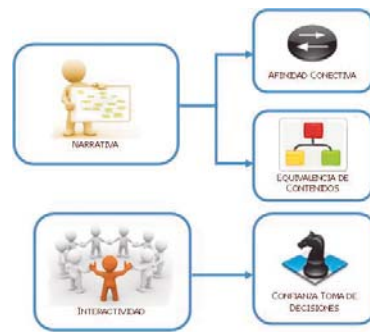 AFINIDAD CONECTIVA
NARRATIVA
EQUIVALENCIA DE
CONTENIDOS
INTERACTIVIDAD
CONFIANZA TOMA DE
DECISIONES